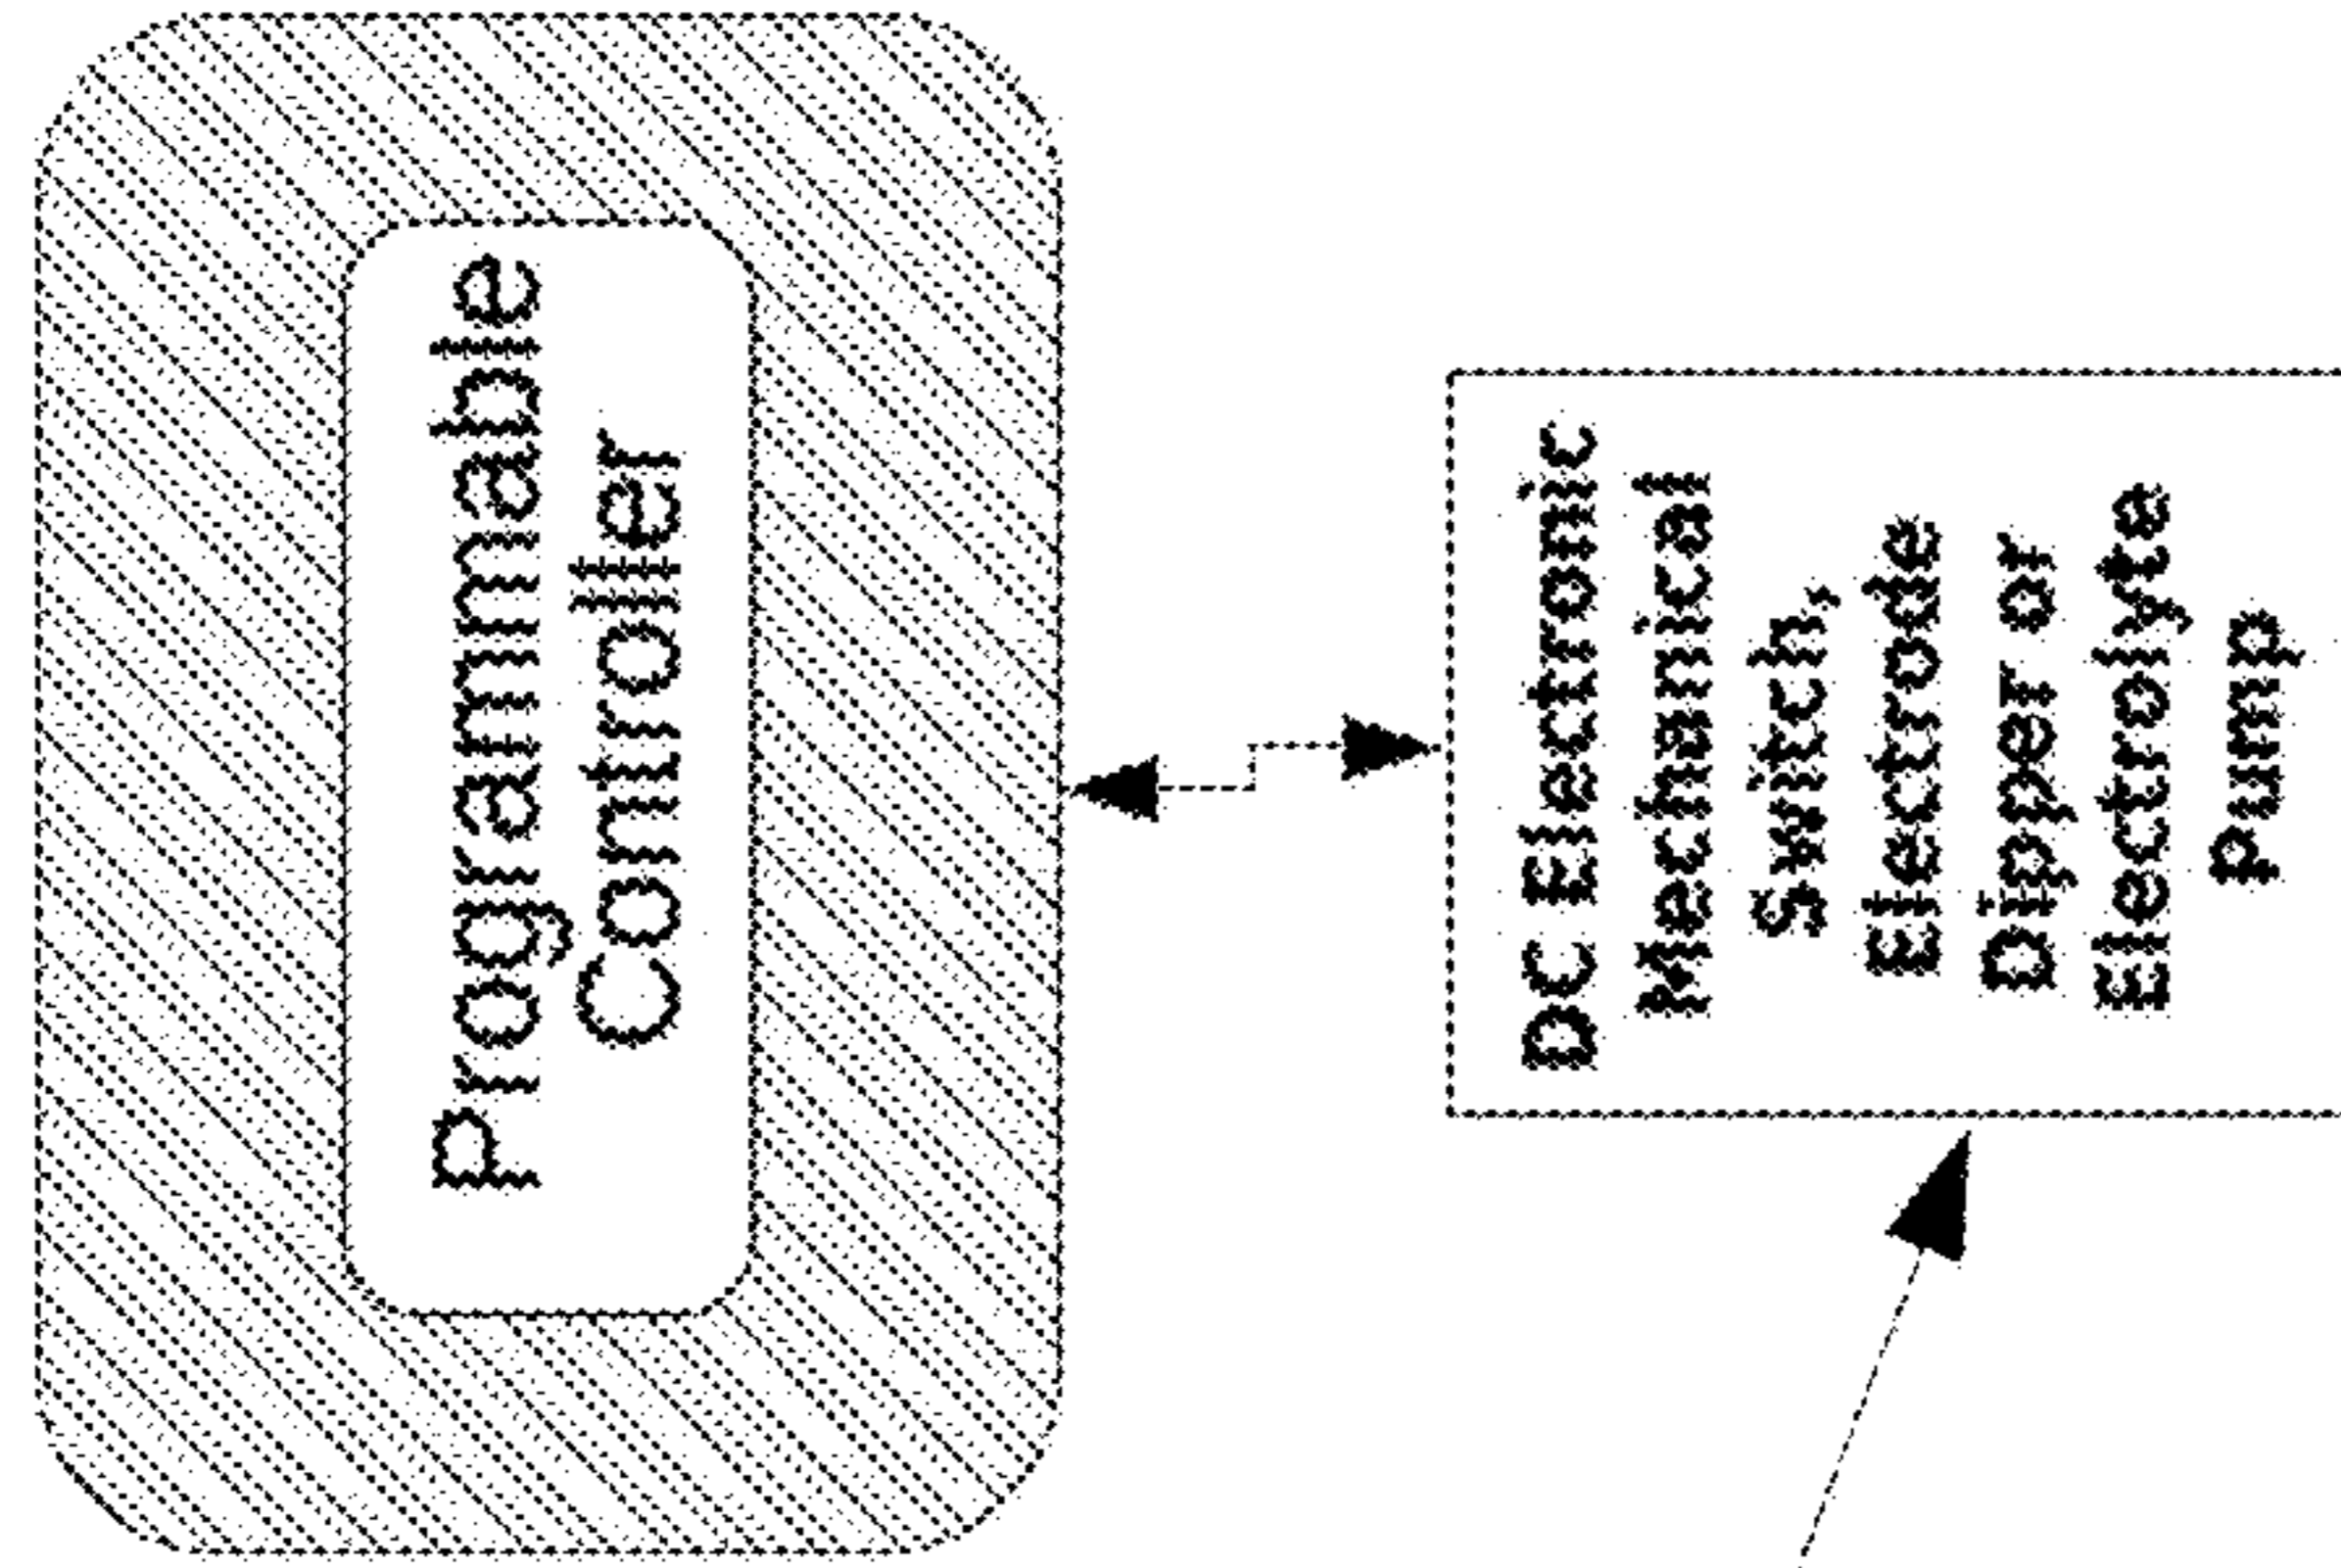 Programmable
Controller
DC Electronic
Mechanical
Switch,
Electrode
Dipper or
Electrolyte
Pump